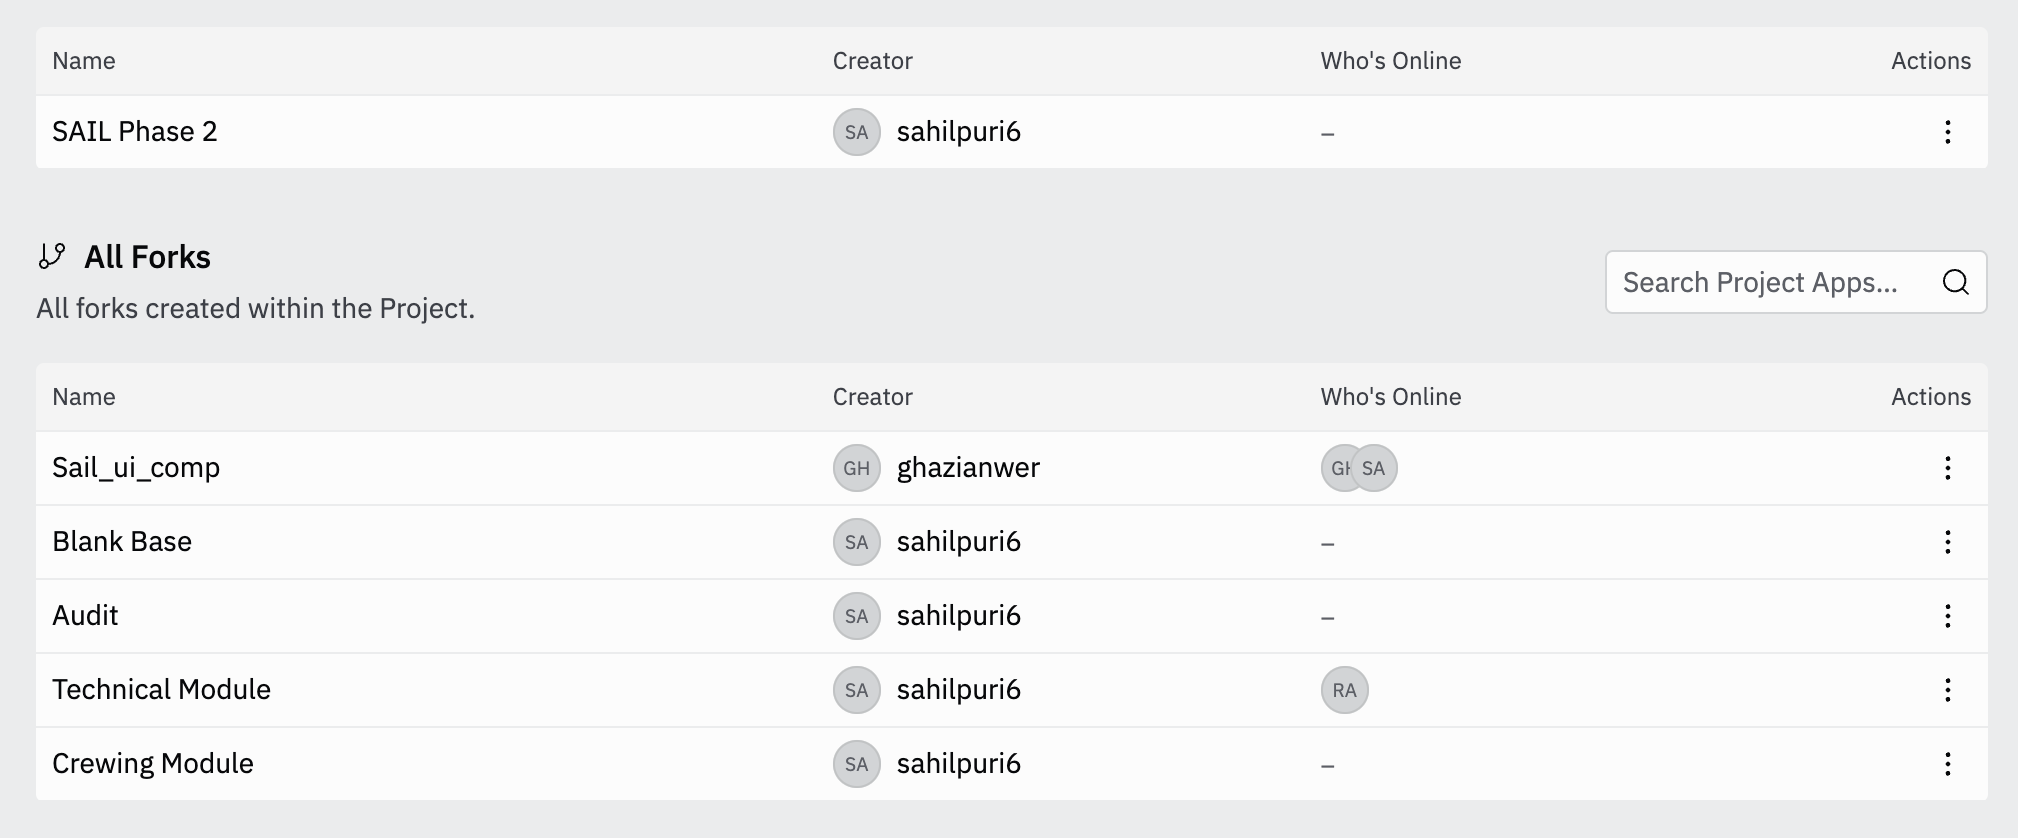 Name Creator Who's Online Actions
SAIL Phase 2 SA sahilpuri6 –
All Forks
All forks created within the Project.
Search Project Apps...
Name Creator Who's Online Actions
Sail_ui_comp GH ghazianwer GH SA
Blank Base SA sahilpuri6 –
Audit SA sahilpuri6 –
Technical Module SA sahilpuri6 RA
Crewing Module SA sahilpuri6 –